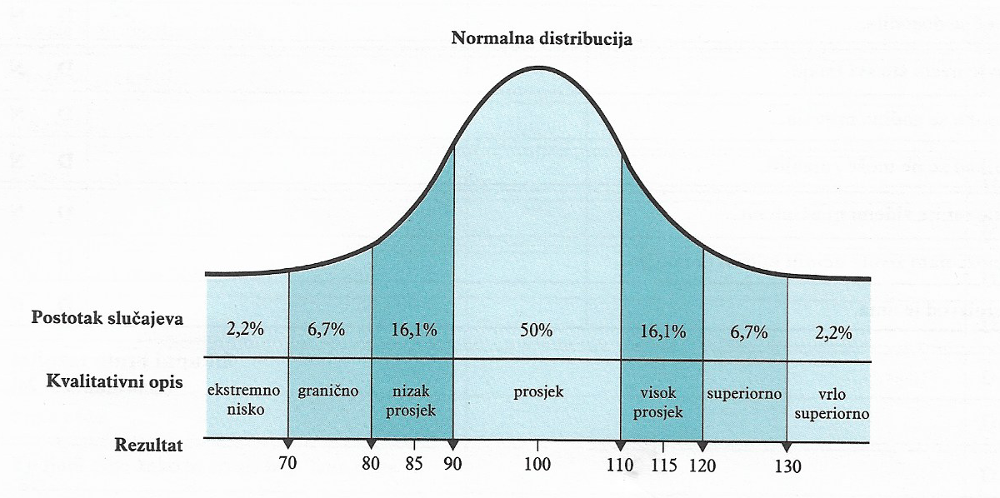 Normalna distribucija
Postotak slučajeva 2,2% 6,7% 16,1% 50% 16,1% 6,7% 2,2%
Kvalitativni opis
ekstremno nisko
granično
nizak prosjek
prosjek
visok prosjek
superiorno
vrlo superiorno
Rezultat
70 80 85 90 100 110 115 120 130